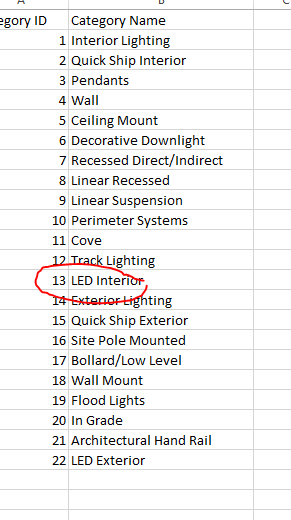 A B C
egory ID Category Name
1 Interior Lighting
2 Quick Ship Interior
3 Pendants
4 Wall
5 Ceiling Mount
6 Decorative Downlight
7 Recessed Direct/Indirect
8 Linear Recessed
9 Linear Suspension
10 Perimeter Systems
11 Cove
12 Track Lighting
13 LED Interior
14 Exterior Lighting
15 Quick Ship Exterior
16 Site Pole Mounted
17 Bollard/Low Level
18 Wall Mount
19 Flood Lights
20 In Grade
21 Architectural Hand Rail
22 LED Exterior